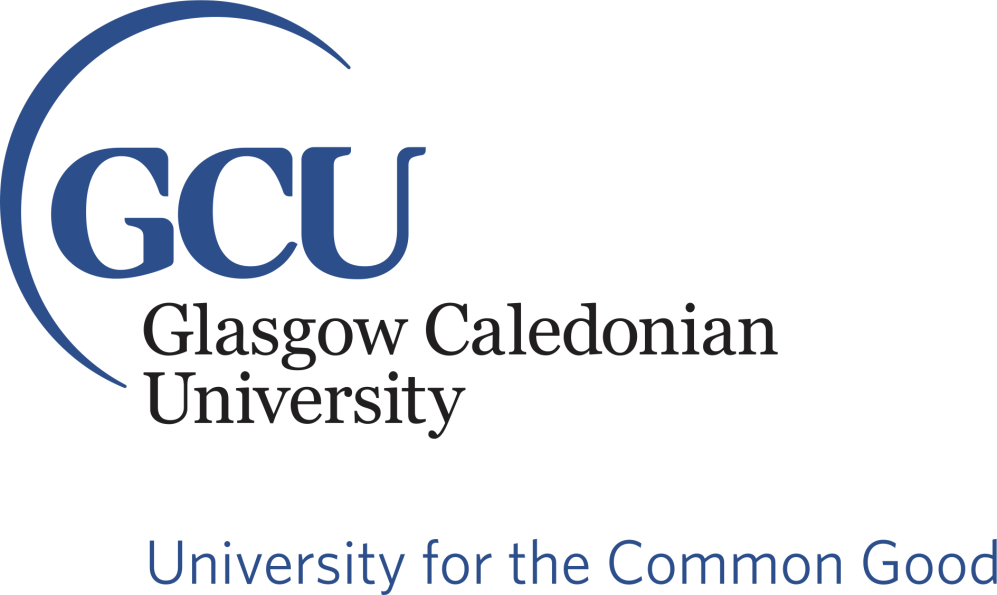 GCU
Glasgow Caledonian
University
University for the Common Good